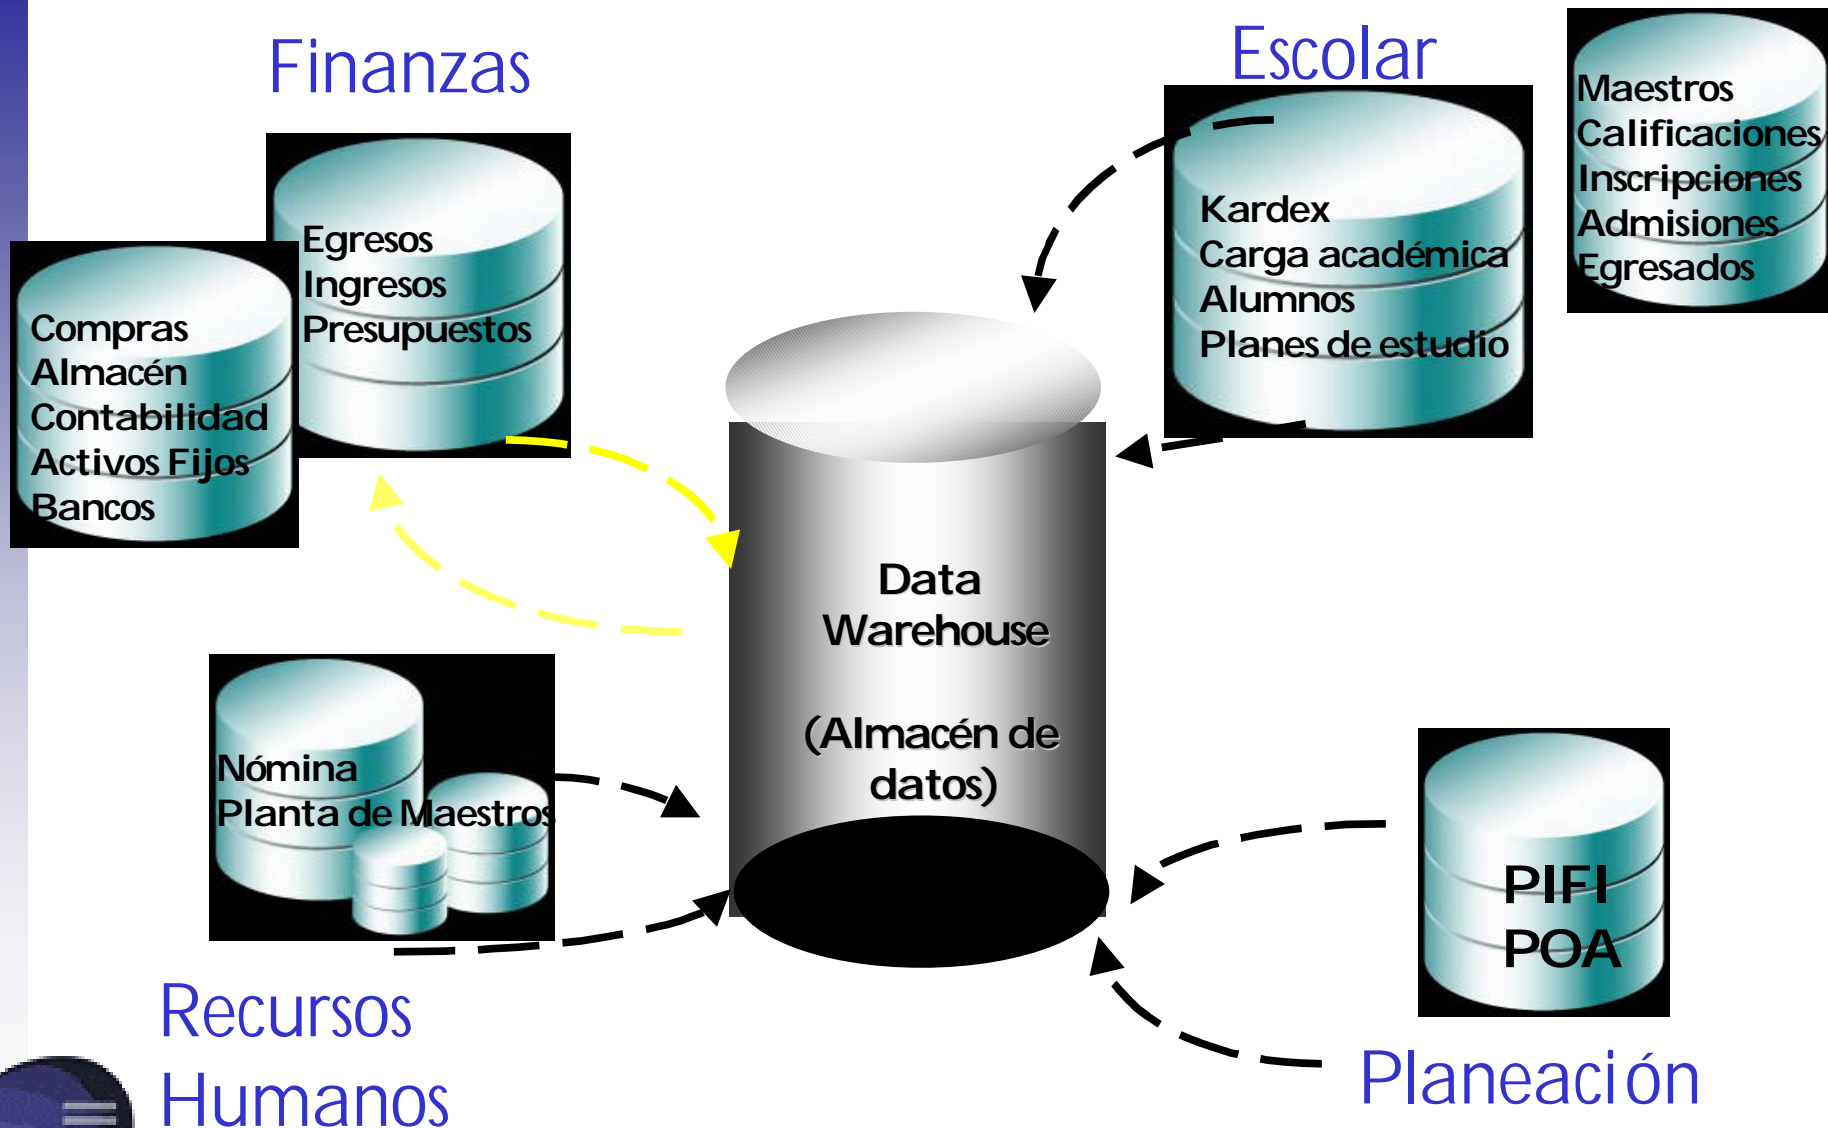 Finanzas
Egresos
Ingresos
Presupuestos
Compras
Almacén
Contabilidad
Activos Fijos
Bancos
Escolar
Kardex
Carga académica
Alumnos
Planes de estudio
Maestros
Calificaciones
Inscripciones
Admisiones
Egresados
Data
Warehouse
(Almacén de
datos)
Nómina
Planta de Maestros
Recursos
Humanos
PIFI
POA
Planeación